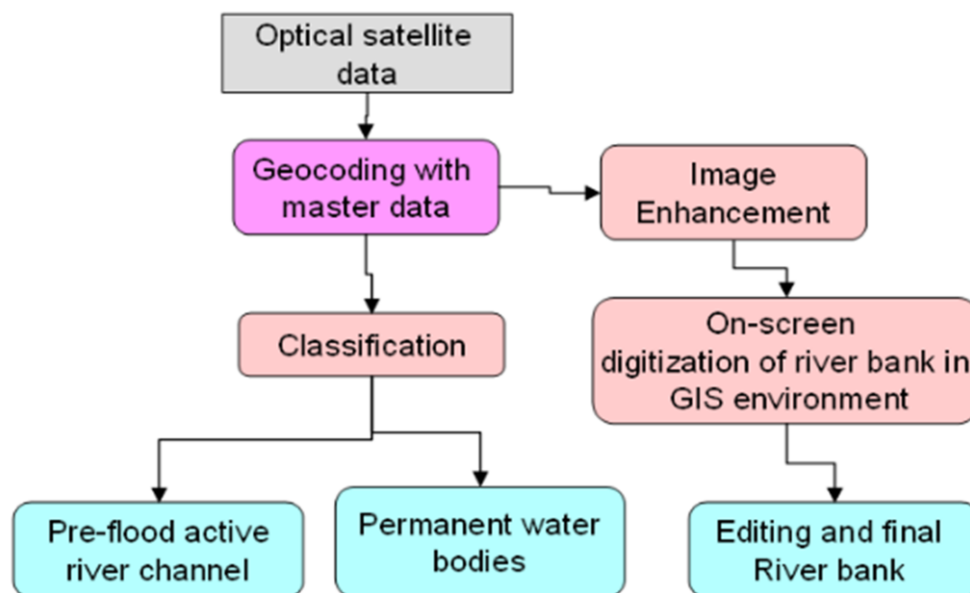 Optical satellite
data
Geocoding with
master data
Image
Enhancement
Classification
On-screen
digitization of river bank in
GIS environment
Pre-flood active
river channel
Permanent water
bodies
Editing and final
River bank